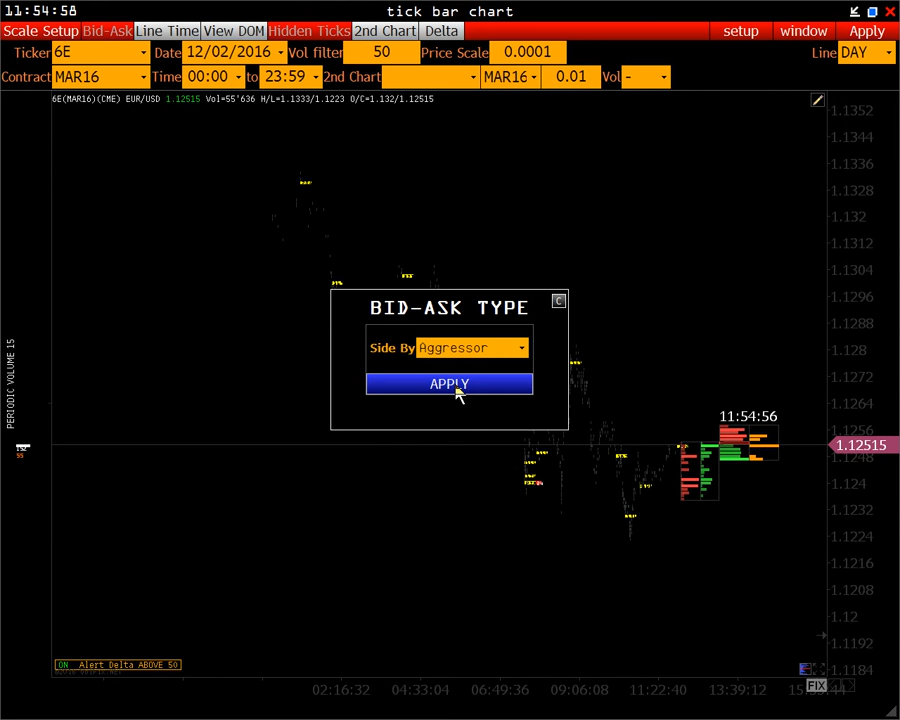 11:54:58 tick bar chart
Scale Setup Bid-Ask Line Time View DOM Hidden Ticks 2nd Chart Delta setup window Apply
Ticker 6E Date 12/02/2016 Vol filter 50 Price Scale 0.0001 Line DAY
Contract MAR16 Time 00:00 to 23:59 2nd Chart MAR16 0.01 Vol -
6E(MAR16)(CME) EUR/USD 1.12515 Vol=55'636 H/L=1.1333/1.1223 O/C=1.132/1.12515
1.1352
1.1344
1.1336
1.1328
1.132
1.1312
1.1304
1.1296
1.1288
1.128
1.1272
1.1264
1.12515
1.1248
1.124
1.1232
1.1224
1.1216
1.1208
1.12
1.1192
1.1184
PERIODIC VOLUME 15
BID-ASK TYPE
C
Side By Aggressor
APPLY
11:54:56
55
ON Alert Delta ABOVE 50
FIX
02:16:32 04:33:04 06:49:36 09:06:08 11:22:40 13:39:12